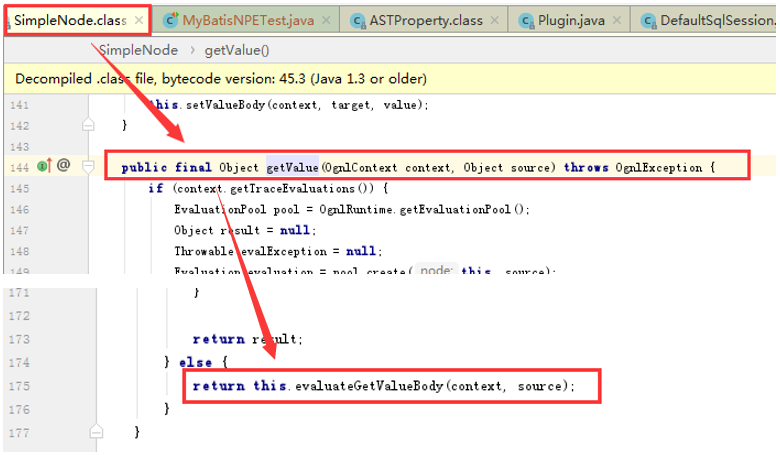 SimpleNode.class × MyBatisNPETest.java × ASTProperty.class × Plugin.java × DefaultSqlSession.
SimpleNode › getValue()
Decompiled .class file, bytecode version: 45.3 (Java 1.3 or older)
141 this.setValueBody(context, target, value);
142 }
143
144 @ public final Object getValue(OgnlContext context, Object source) throws OgnlException {
145 if (context.getTraceEvaluations()) {
146 EvaluationPool pool = OgnlRuntime.getEvaluationPool();
147 Object result = null;
148 Throwable evalException = null;
149 Evaluation evaluation = pool.create( node: this, source);
171 }
172
173 return result;
174 } else {
175 return this.evaluateGetValueBody(context, source);
176 }
177 }